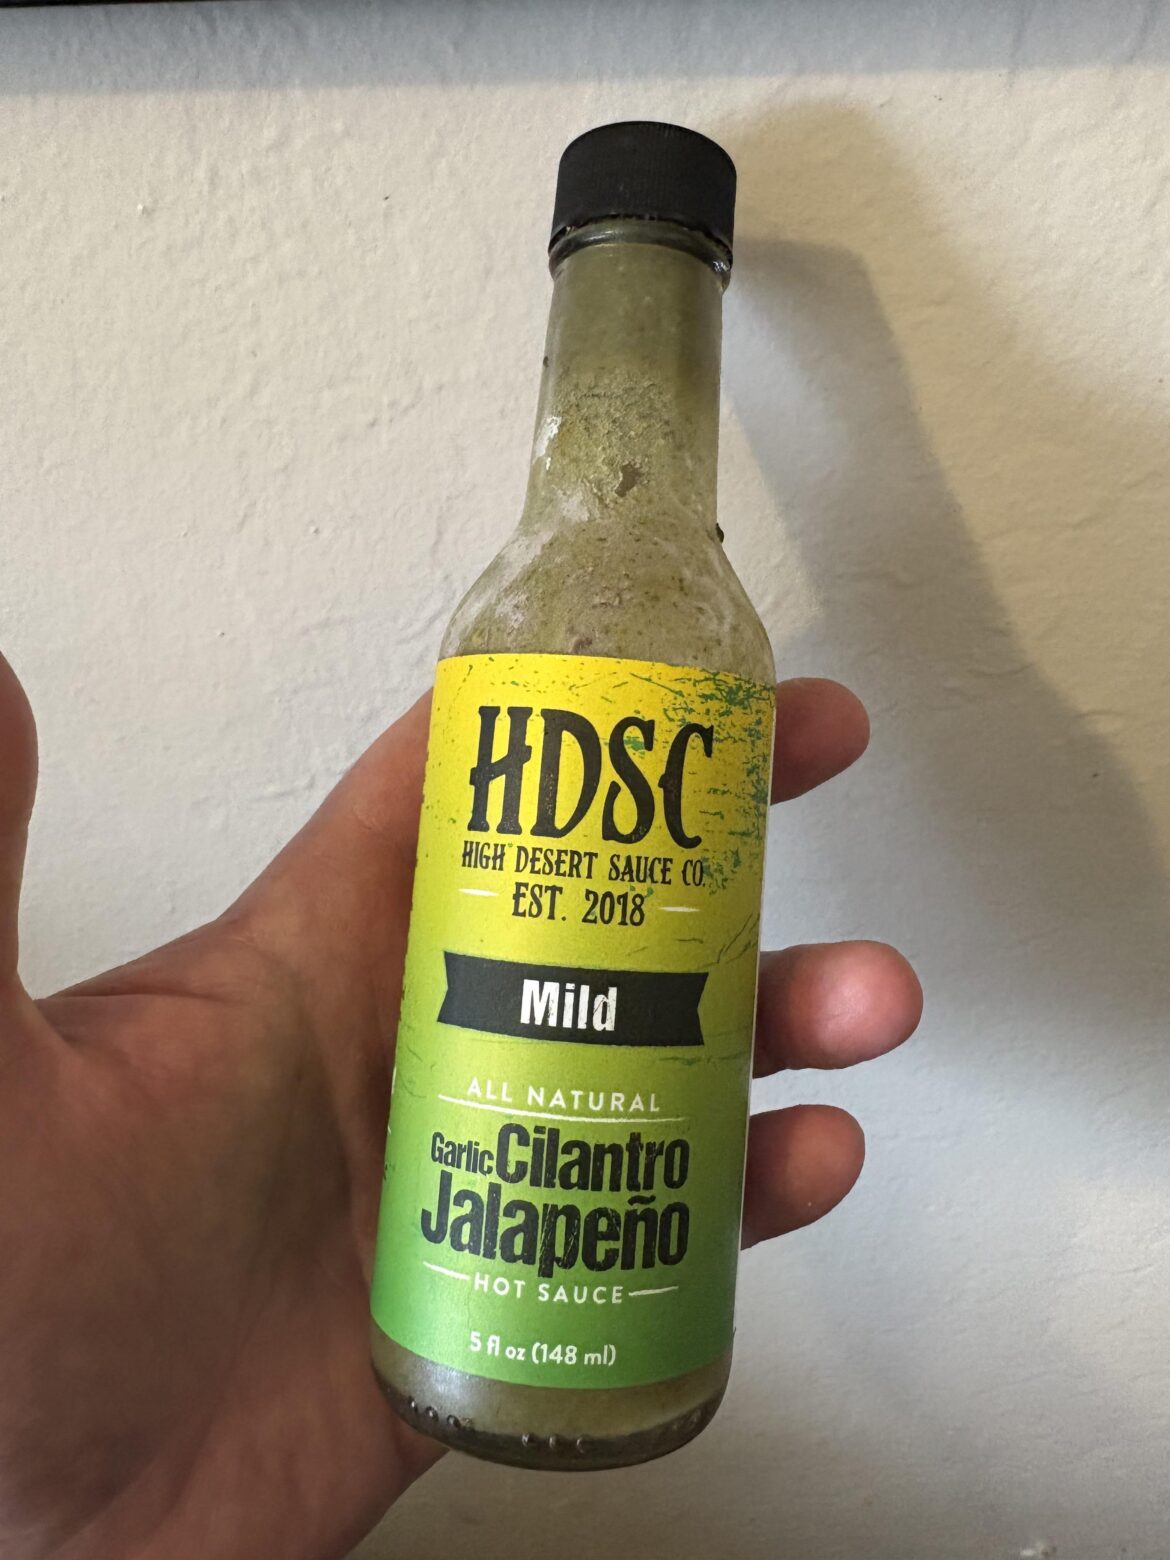 HDSC
HIGH DESERT SAUCE CO.
EST. 2018
Mild
ALL NATURAL
Garlic Cilantro
Jalapeño
HOT SAUCE
5 fl oz (148 ml)